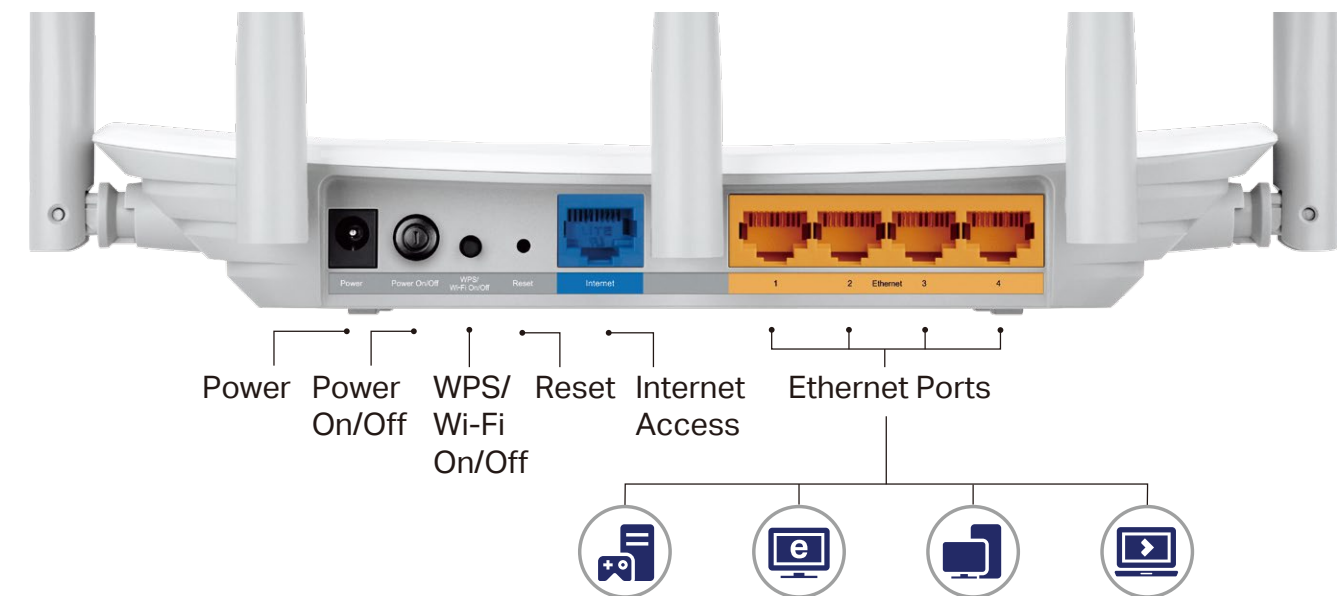 Power
Power On/Off
WPS/
Wi-Fi On/Off
Reset
Internet
1 2 Ethernet 3 4
Power
Power
On/Off
WPS/
Wi-Fi
On/Off
Reset
Internet
Access
Ethernet Ports
e